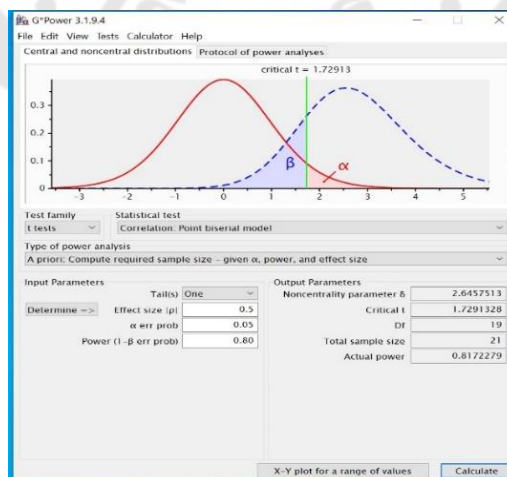 G*Power 3.1.9.4
File Edit View Tests Calculator Help
Central and noncentral distributions Protocol of power analyses
critical t = 1.72913
0.3
0.2
0.1
0
β
α
-3 -2 -1 0 1 2 3 4 5
Test family Statistical test
t tests Correlation: Point biserial model
Type of power analysis
A priori: Compute required sample size - given α, power, and effect size
Input Parameters Output Parameters
Tail(s) One Noncentrality parameter δ 2.6457513
Determine => Effect size |ρ| 0.5 Critical t 1.7291328
α err prob 0.05 Df 19
Power (1-β err prob) 0.80 Total sample size 21
Actual power 0.8172279
X-Y plot for a range of values Calculate